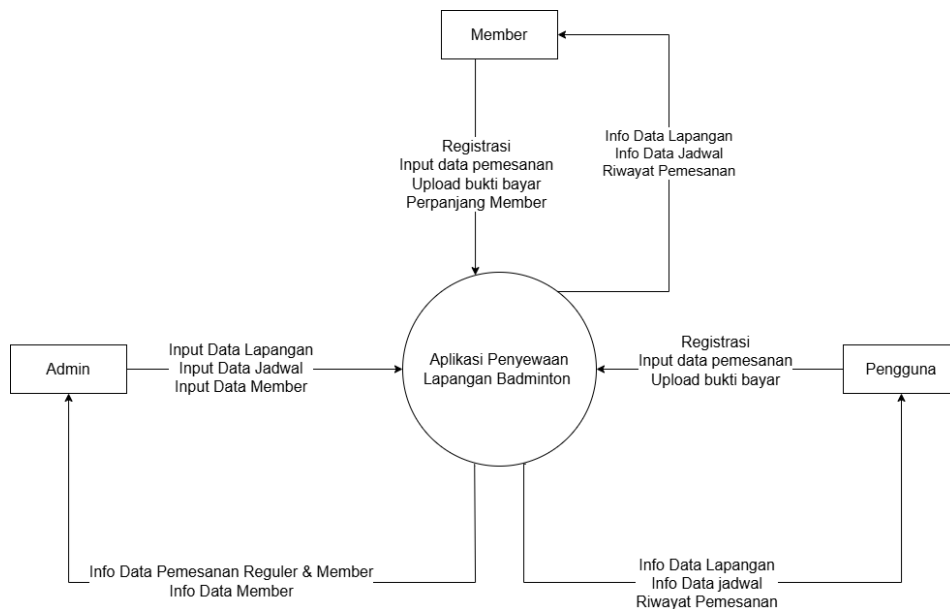 Member
Registrasi
Input data pemesanan
Upload bukti bayar
Perpanjang Member
Info Data Lapangan
Info Data Jadwal
Riwayat Pemesanan
Admin
Input Data Lapangan
Input Data Jadwal
Input Data Member
Aplikasi Penyewaan
Lapangan Badminton
Registrasi
Input data pemesanan
Upload bukti bayar
Pengguna
Info Data Pemesanan Reguler & Member
Info Data Member
Info Data Lapangan
Info Data jadwal
Riwayat Pemesanan